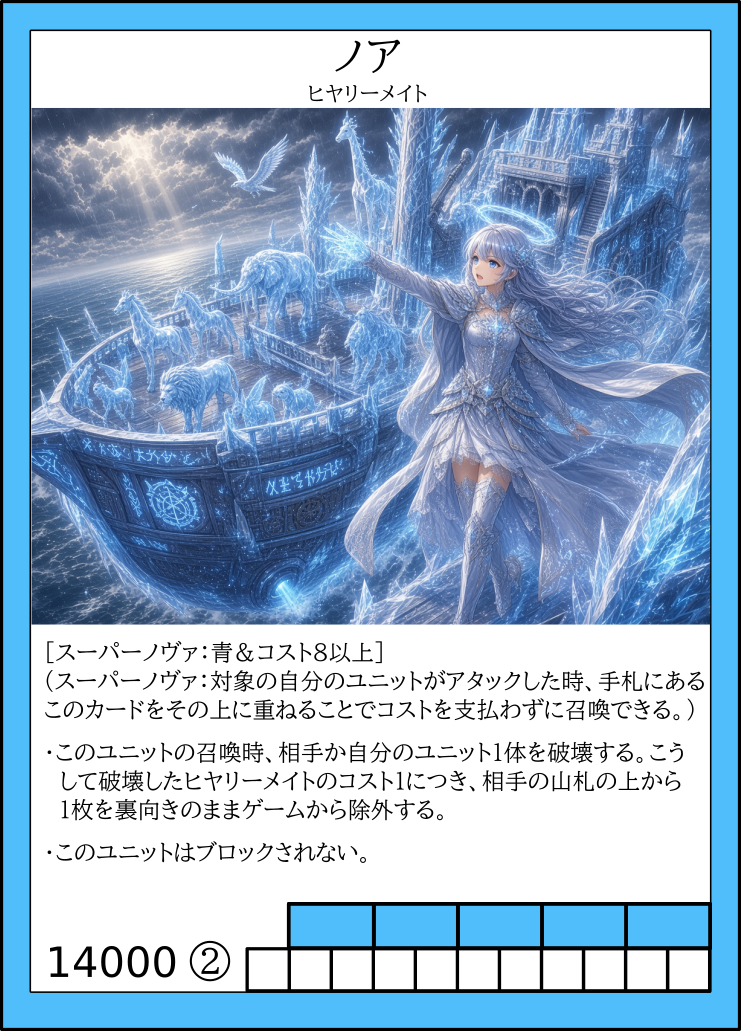 ノア
ヒヤリーメイト
［スーパーノヴァ：青＆コスト8以上］
（スーパーノヴァ：対象の自分のユニットがアタックした時、手札にある
このカードをその上に重ねることでコストを支払わずに召喚できる。）
・このユニットの召喚時、相手か自分のユニット1体を破壊する。こう
して破壊したヒヤリーメイトのコスト1につき、相手の山札の上から
1枚を裏向きのままゲームから除外する。
・このユニットはブロックされない。
14000 ②